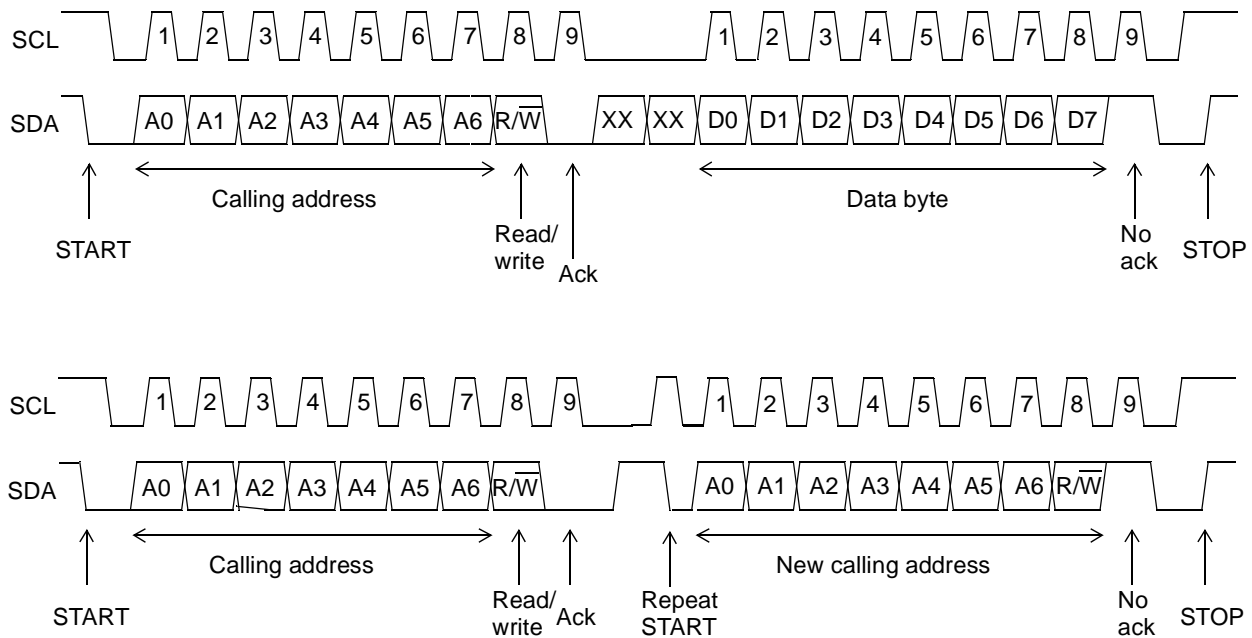 SCL 1 2 3 4 5 6 7 8 9 1 2 3 4 5 6 7 8 9
SDA A0 A1 A2 A3 A4 A5 A6 R/W̅ XX XX D0 D1 D2 D3 D4 D5 D6 D7
Calling address Data byte
START Read/ No STOP
write Ack ack
SCL 1 2 3 4 5 6 7 8 9 1 2 3 4 5 6 7 8 9
SDA A0 A1 A2 A3 A4 A5 A6 R/W̅ A0 A1 A2 A3 A4 A5 A6 R/W̅
Calling address New calling address
START Read/ Ack Repeat No STOP
write START ack